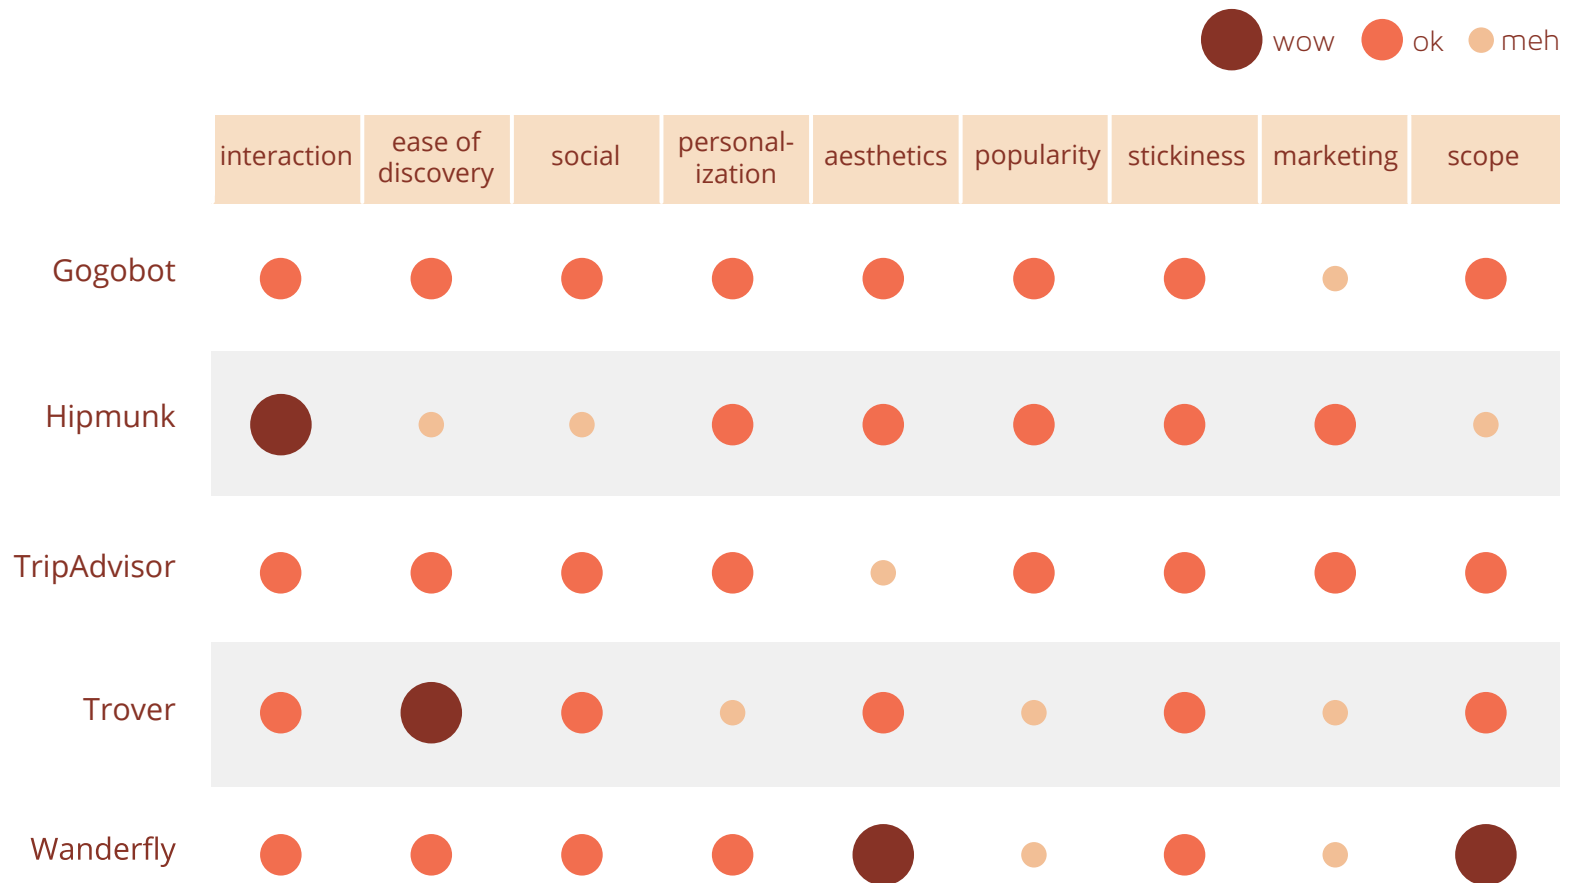 wow ok meh
interaction ease of discovery social personal-ization aesthetics popularity stickiness marketing scope
Gogobot
Hipmunk
TripAdvisor
Trover
Wanderfly